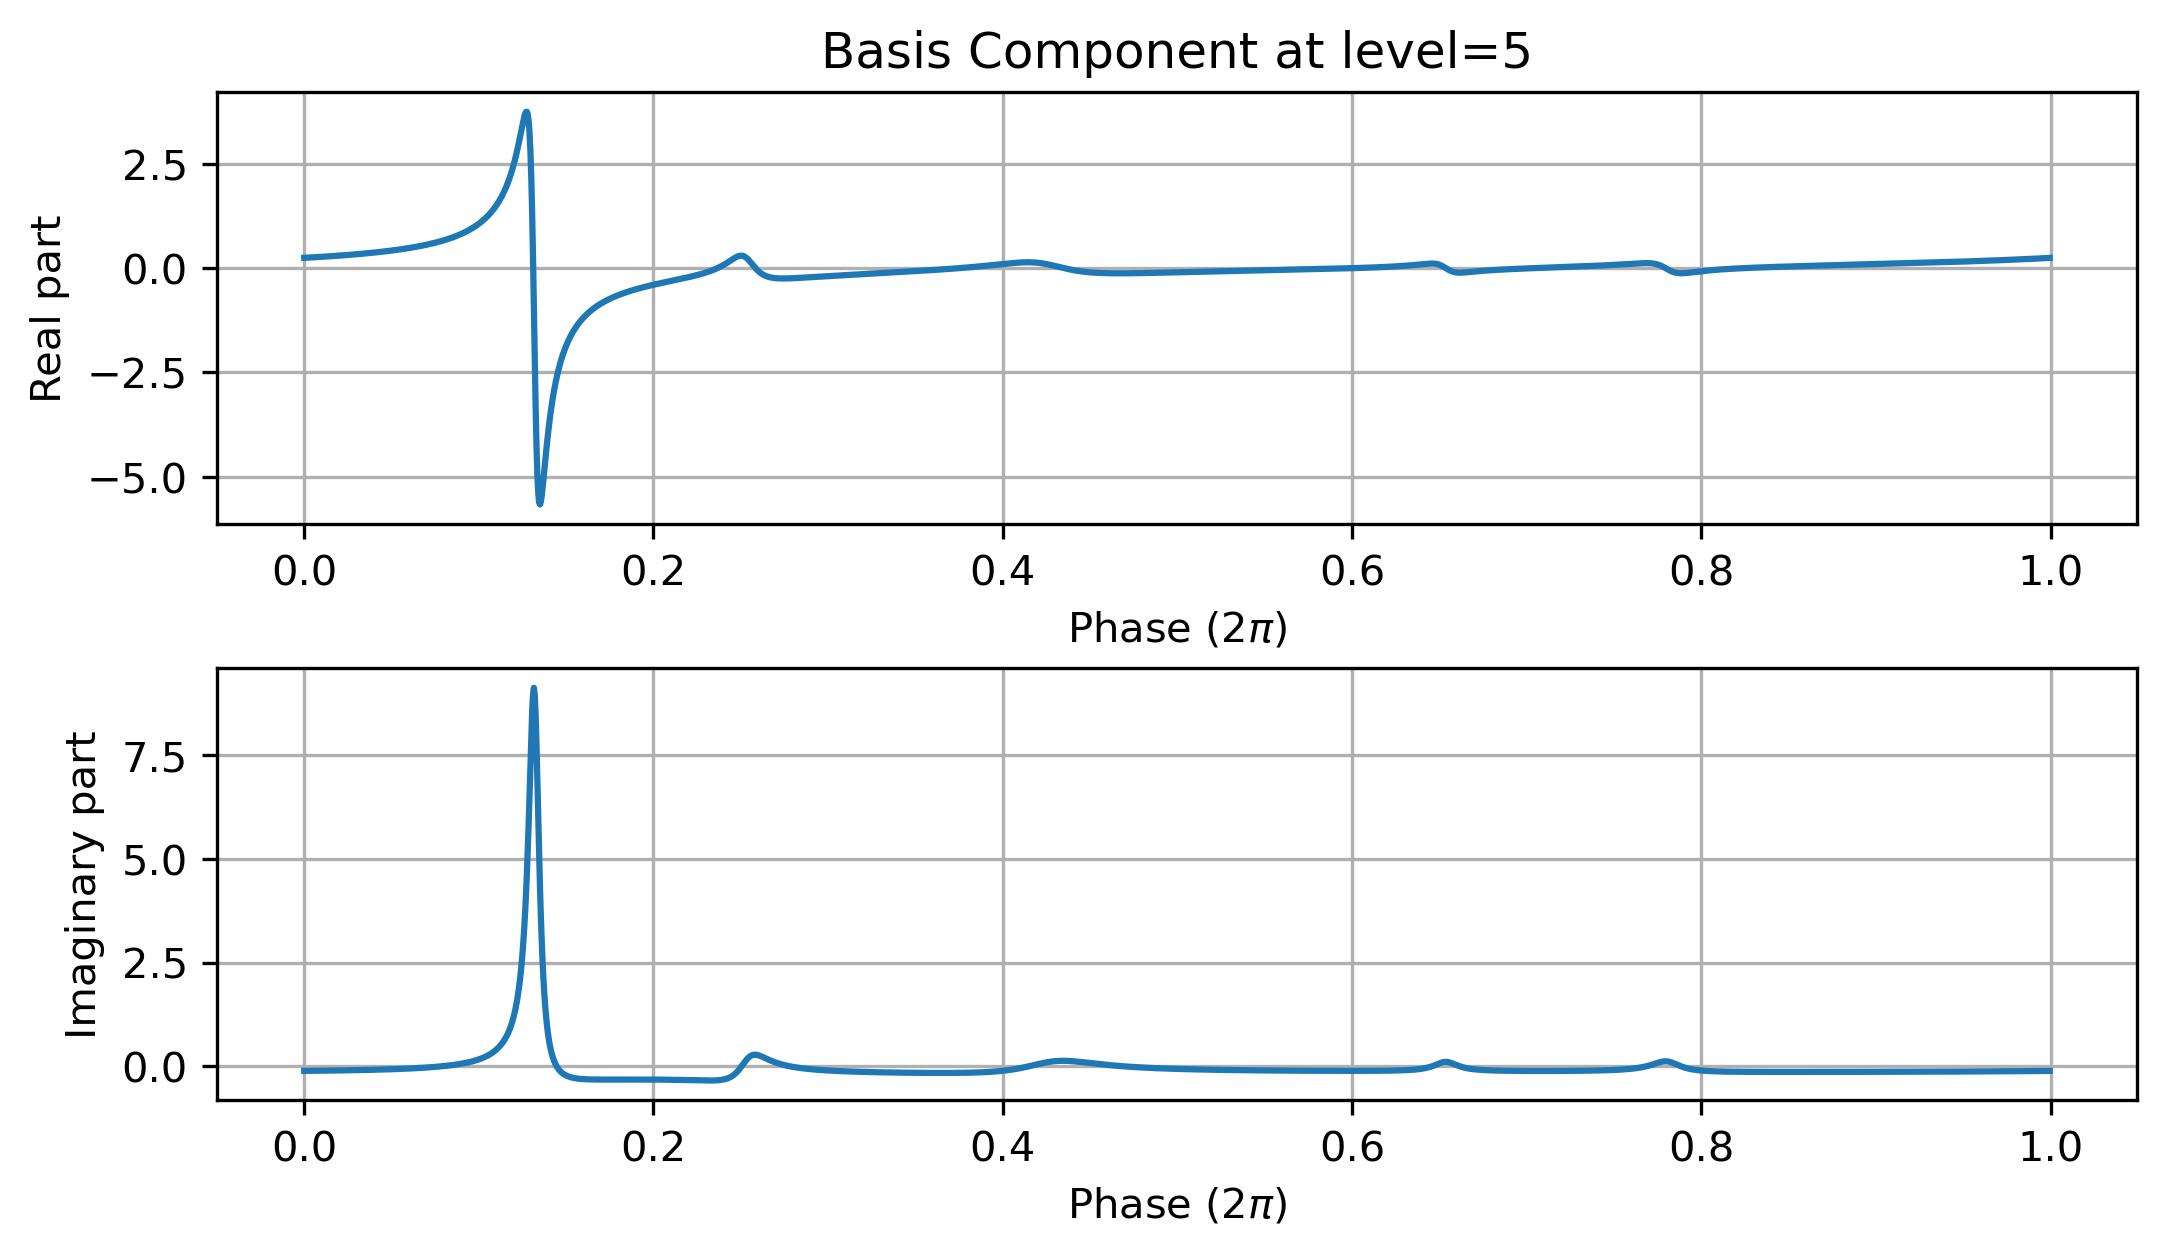 Basis Component at level=5
Real part
2.5
0.0
−2.5
−5.0
0.0 0.2 0.4 0.6 0.8 1.0
Phase (2π)
Imaginary part
7.5
5.0
2.5
0.0
0.0 0.2 0.4 0.6 0.8 1.0
Phase (2π)